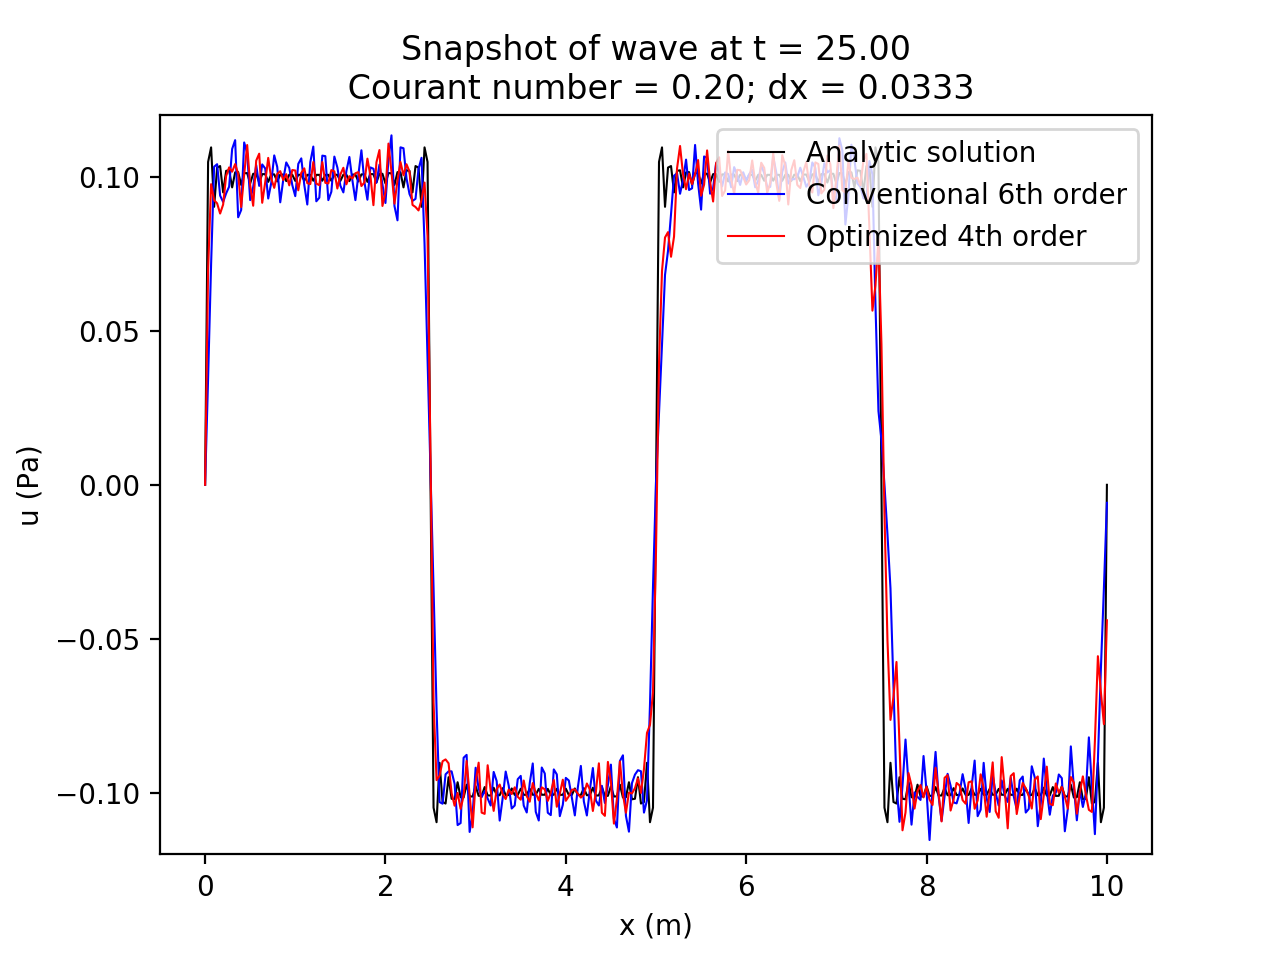 Snapshot of wave at t = 25.00
Courant number = 0.20; dx = 0.0333
Analytic solution
Conventional 6th order
Optimized 4th order
0.10
0.05
0.00
−0.05
−0.10
u (Pa)
0 2 4 6 8 10
x (m)